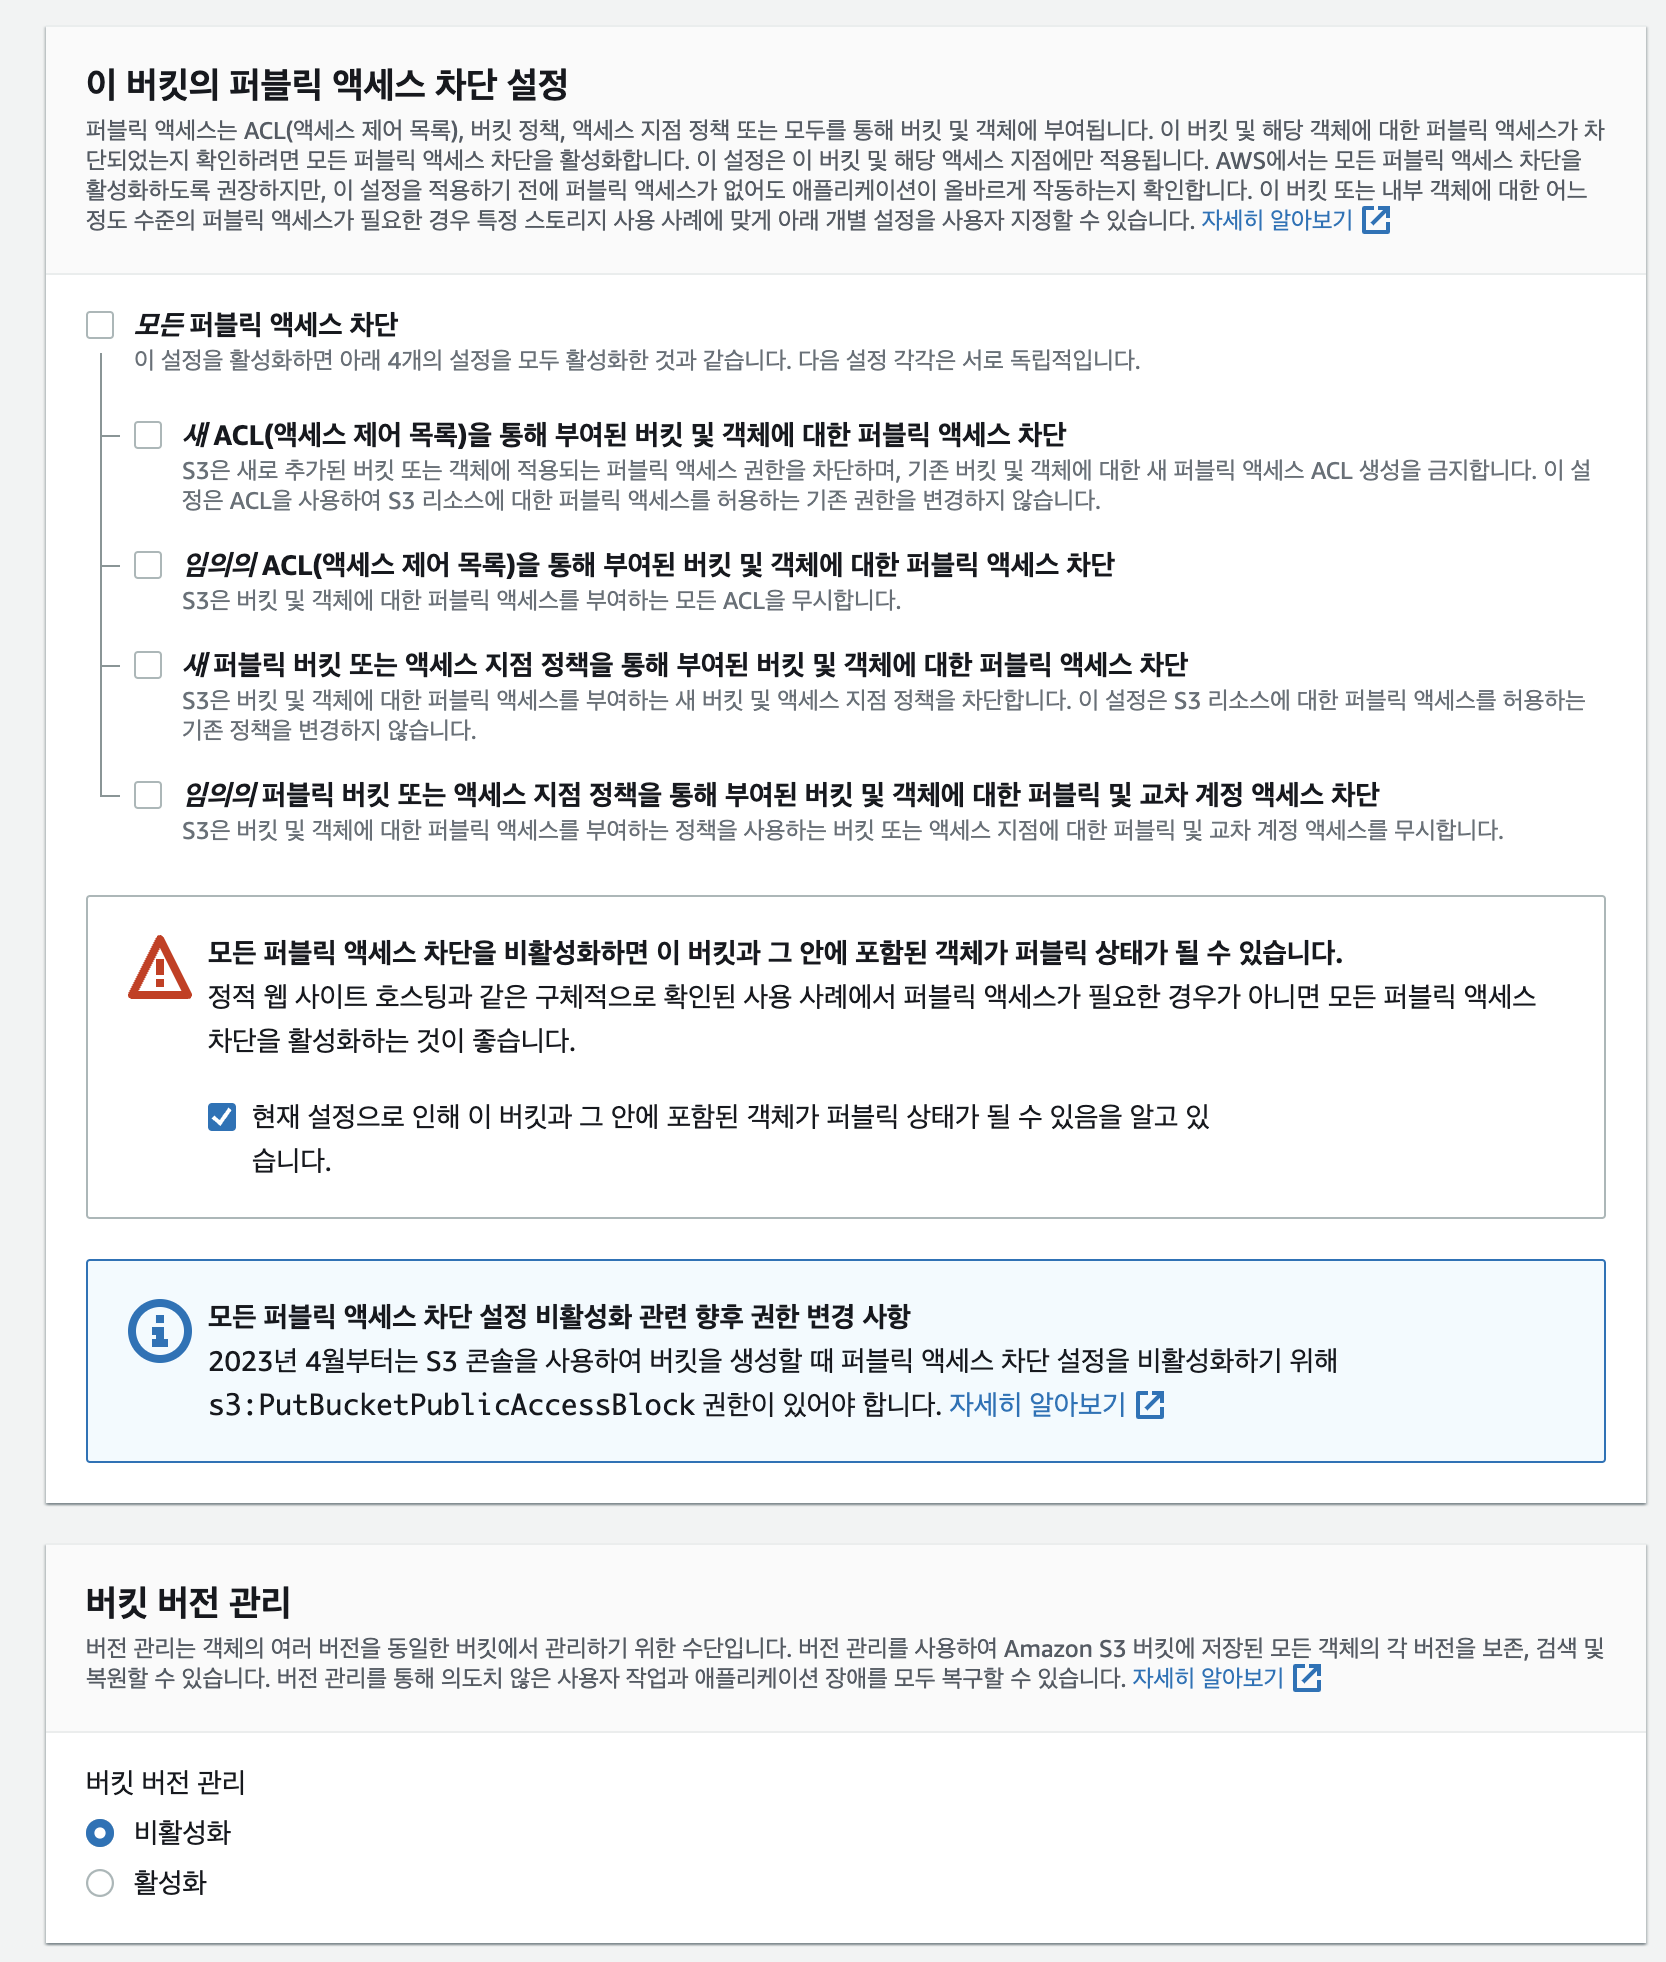 이 버킷의 퍼블릭 액세스 차단 설정
퍼블릭 액세스는 ACL(액세스 제어 목록), 버킷 정책, 액세스 지점 정책 또는 모두를 통해 버킷 및 객체에 부여됩니다. 이 버킷 및 해당 객체에 대한 퍼블릭 액세스가 차
단되었는지 확인하려면 모든 퍼블릭 액세스 차단을 활성화합니다. 이 설정은 이 버킷 및 해당 액세스 지점에만 적용됩니다. AWS에서는 모든 퍼블릭 액세스 차단을
활성화하도록 권장하지만, 이 설정을 적용하기 전에 퍼블릭 액세스가 없어도 애플리케이션이 올바르게 작동하는지 확인합니다. 이 버킷 또는 내부 객체에 대한 어느
정도 수준의 퍼블릭 액세스가 필요한 경우 특정 스토리지 사용 사례에 맞게 아래 개별 설정을 사용자 지정할 수 있습니다. 자세히 알아보기
모든 퍼블릭 액세스 차단
이 설정을 활성화하면 아래 4개의 설정을 모두 활성화한 것과 같습니다. 다음 설정 각각은 서로 독립적입니다.
새 ACL(액세스 제어 목록)을 통해 부여된 버킷 및 객체에 대한 퍼블릭 액세스 차단
S3은 새로 추가된 버킷 또는 객체에 적용되는 퍼블릭 액세스 권한을 차단하며, 기존 버킷 및 객체에 대한 새 퍼블릭 액세스 ACL 생성을 금지합니다. 이 설
정은 ACL을 사용하여 S3 리소스에 대한 퍼블릭 액세스를 허용하는 기존 권한을 변경하지 않습니다.
임의의 ACL(액세스 제어 목록)을 통해 부여된 버킷 및 객체에 대한 퍼블릭 액세스 차단
S3은 버킷 및 객체에 대한 퍼블릭 액세스를 부여하는 모든 ACL을 무시합니다.
새 퍼블릭 버킷 또는 액세스 지점 정책을 통해 부여된 버킷 및 객체에 대한 퍼블릭 액세스 차단
S3은 버킷 및 객체에 대한 퍼블릭 액세스를 부여하는 새 버킷 및 액세스 지점 정책을 차단합니다. 이 설정은 S3 리소스에 대한 퍼블릭 액세스를 허용하는
기존 정책을 변경하지 않습니다.
임의의 퍼블릭 버킷 또는 액세스 지점 정책을 통해 부여된 버킷 및 객체에 대한 퍼블릭 및 교차 계정 액세스 차단
S3은 버킷 및 객체에 대한 퍼블릭 액세스를 부여하는 정책을 사용하는 버킷 또는 액세스 지점에 대한 퍼블릭 및 교차 계정 액세스를 무시합니다.
모든 퍼블릭 액세스 차단을 비활성화하면 이 버킷과 그 안에 포함된 객체가 퍼블릭 상태가 될 수 있습니다.
정적 웹 사이트 호스팅과 같은 구체적으로 확인된 사용 사례에서 퍼블릭 액세스가 필요한 경우가 아니면 모든 퍼블릭 액세스
차단을 활성화하는 것이 좋습니다.
현재 설정으로 인해 이 버킷과 그 안에 포함된 객체가 퍼블릭 상태가 될 수 있음을 알고 있
습니다.
모든 퍼블릭 액세스 차단 설정 비활성화 관련 향후 권한 변경 사항
2023년 4월부터는 S3 콘솔을 사용하여 버킷을 생성할 때 퍼블릭 액세스 차단 설정을 비활성화하기 위해
s3:PutBucketPublicAccessBlock 권한이 있어야 합니다. 자세히 알아보기
버킷 버전 관리
버전 관리는 객체의 여러 버전을 동일한 버킷에서 관리하기 위한 수단입니다. 버전 관리를 사용하여 Amazon S3 버킷에 저장된 모든 객체의 각 버전을 보존, 검색 및
복원할 수 있습니다. 버전 관리를 통해 의도치 않은 사용자 작업과 애플리케이션 장애를 모두 복구할 수 있습니다. 자세히 알아보기
버킷 버전 관리
비활성화
활성화